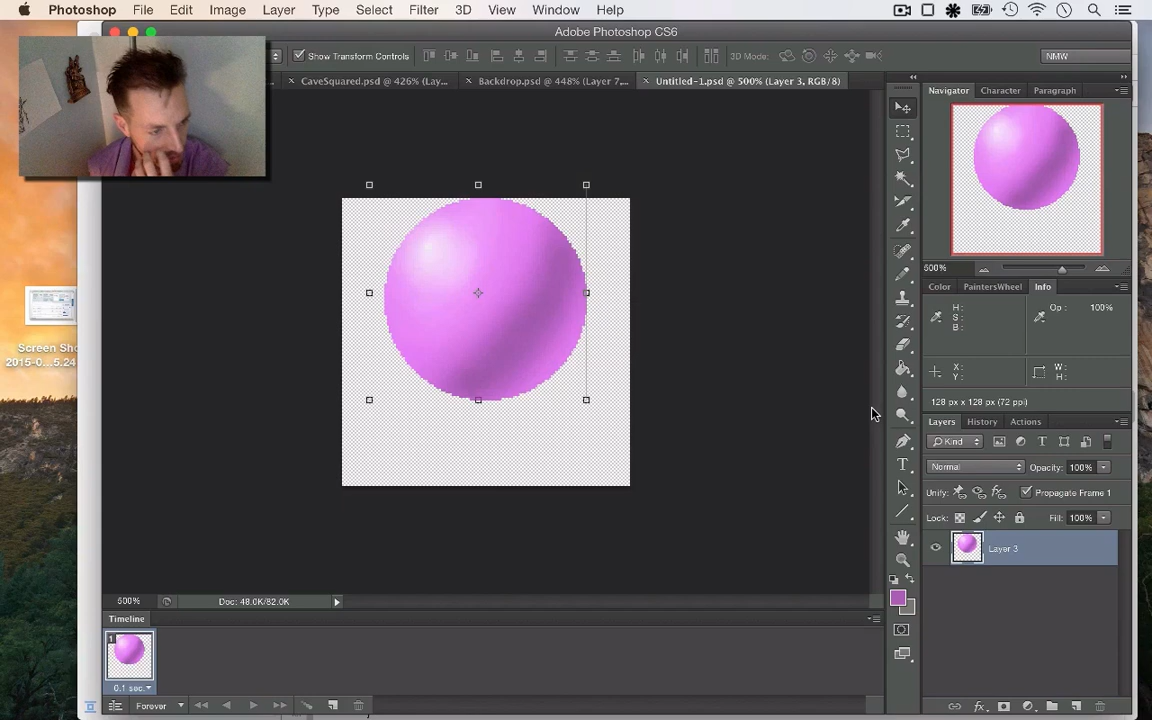 Photoshop File Edit Image Layer Type Select Filter 3D View Window Help
Adobe Photoshop CS6
Show Transform Controls 3D Mode: NMW
CaveSquared.psd @ 426% (Lay... Backdrop.psd @ 448% (Layer 7,... Untitled-1.psd @ 500% (Layer 3, RGB/8)
Navigator Character Paragraph
500%
Color PaintersWheel Info
H: Op: 100%
S:
B:
X: W:
Y: H:
128 px x 128 px (72 ppi)
Layers History Actions
Kind
Normal Opacity: 100%
Unify: Propagate Frame 1
Lock: Fill: 100%
Layer 3
Screen Sho
2015-0...5.24
500% Doc: 48.0K/82.0K
Timeline
1
0.1 sec.
Forever